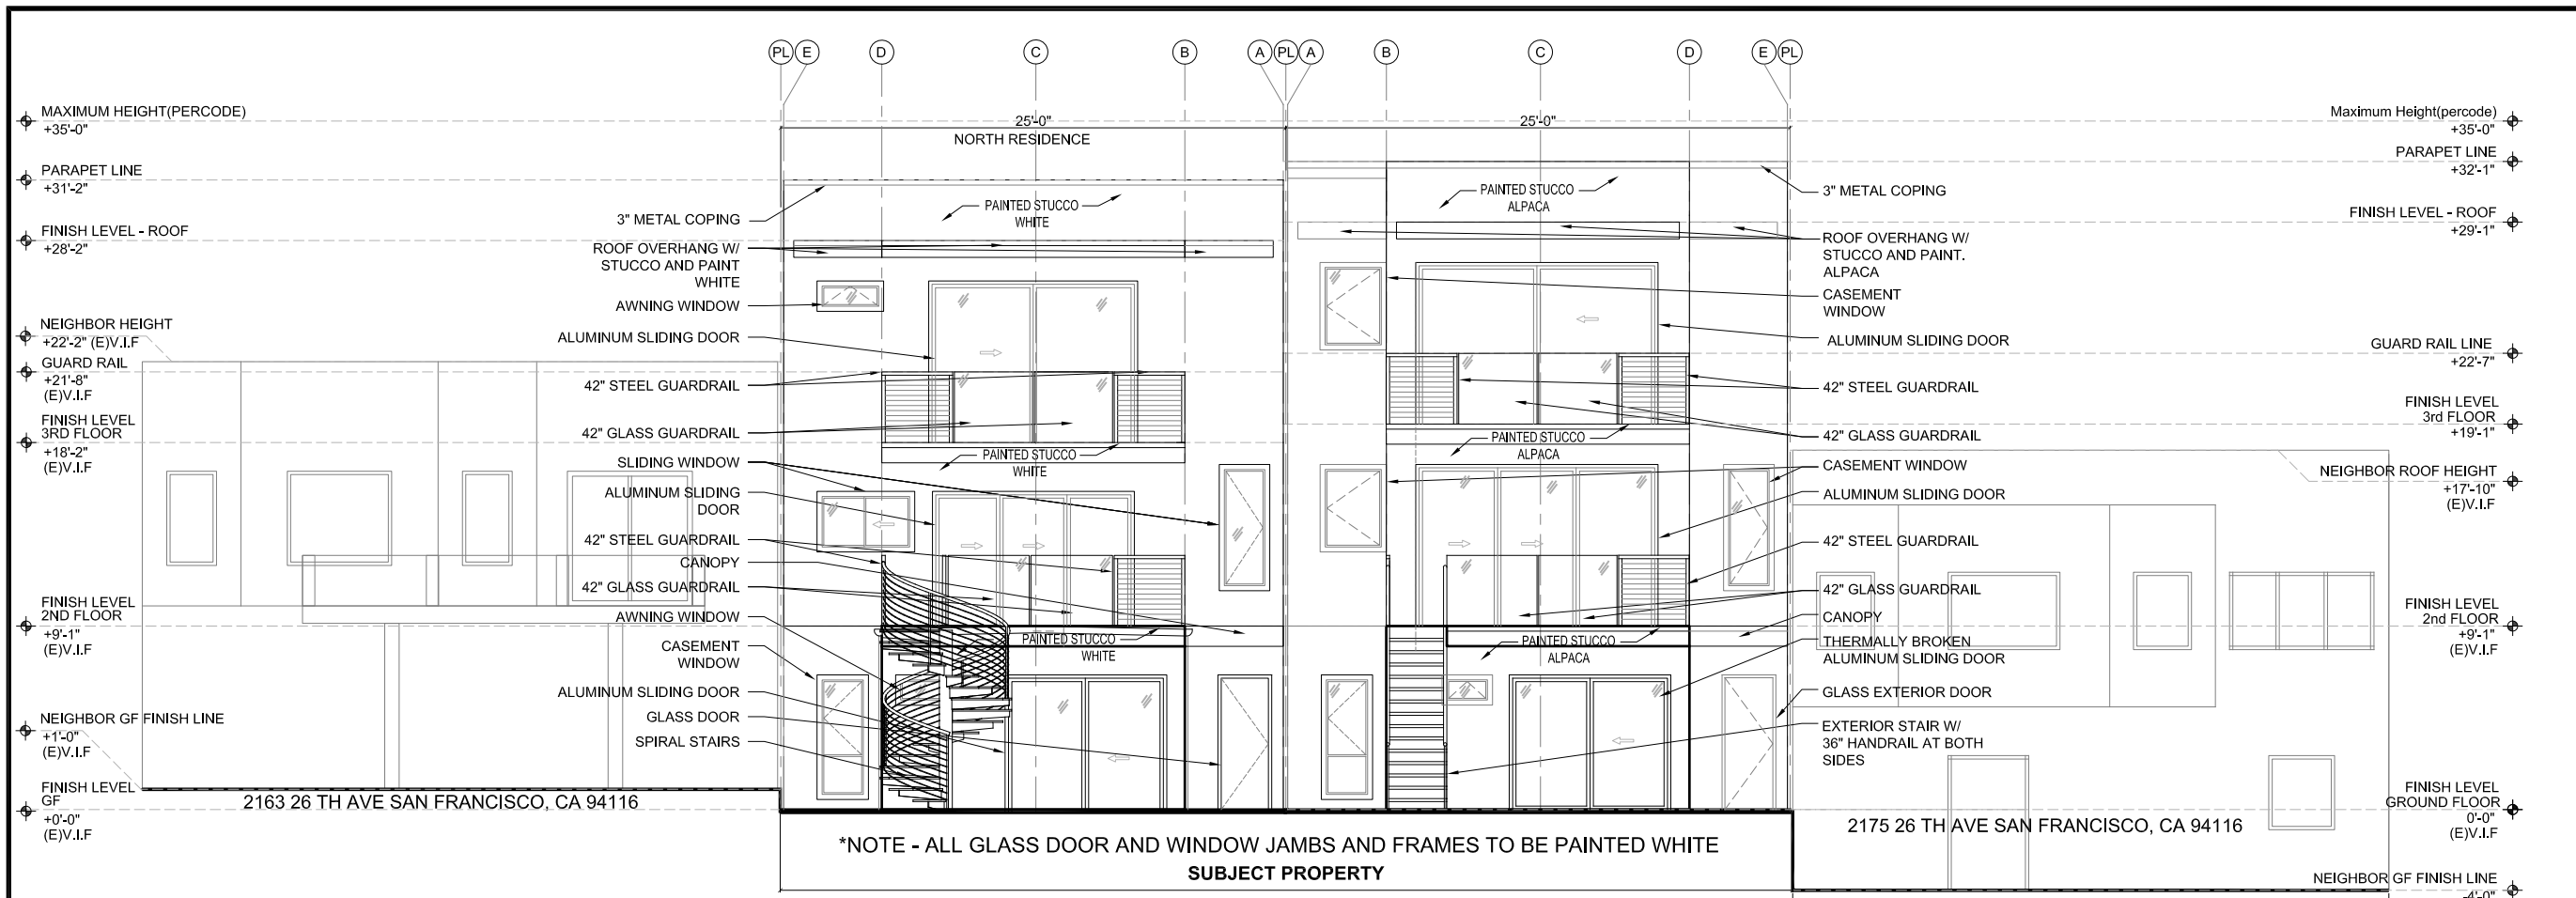 PL E D C B A PL A B C D E PL
MAXIMUM HEIGHT(PERCODE)
+35'-0"
PARAPET LINE
+31'-2"
FINISH LEVEL - ROOF
+28'-2"
NEIGHBOR HEIGHT
+22'-2" (E)V.I.F
GUARD RAIL
+21'-8"
(E)V.I.F
FINISH LEVEL
3RD FLOOR
+18'-2"
(E)V.I.F
FINISH LEVEL
2ND FLOOR
+9'-1"
(E)V.I.F
NEIGHBOR GF FINISH LINE
+1'-0"
(E)V.I.F
FINISH LEVEL
GF
+0'-0"
(E)V.I.F
2163 26 TH AVE SAN FRANCISCO, CA 94116
25'-0"
NORTH RESIDENCE
3" METAL COPING
ROOF OVERHANG W/
STUCCO AND PAINT
WHITE
AWNING WINDOW
ALUMINUM SLIDING DOOR
42" STEEL GUARDRAIL
42" GLASS GUARDRAIL
SLIDING WINDOW
ALUMINUM SLIDING
DOOR
42" STEEL GUARDRAIL
CANOPY
42" GLASS GUARDRAIL
AWNING WINDOW
CASEMENT
WINDOW
ALUMINUM SLIDING DOOR
GLASS DOOR
SPIRAL STAIRS
PAINTED STUCCO
WHITE
PAINTED STUCCO
WHITE
PAINTED STUCCO
WHITE
25'-0"
PAINTED STUCCO
ALPACA
PAINTED STUCCO
ALPACA
PAINTED STUCCO
ALPACA
3" METAL COPING
ROOF OVERHANG W/
STUCCO AND PAINT.
ALPACA
CASEMENT
WINDOW
ALUMINUM SLIDING DOOR
42" STEEL GUARDRAIL
42" GLASS GUARDRAIL
CASEMENT WINDOW
ALUMINUM SLIDING DOOR
42" STEEL GUARDRAIL
42" GLASS GUARDRAIL
CANOPY
THERMALLY BROKEN
ALUMINUM SLIDING DOOR
GLASS EXTERIOR DOOR
EXTERIOR STAIR W/
36" HANDRAIL AT BOTH
SIDES
Maximum Height(percode)
+35'-0"
PARAPET LINE
+32'-1"
FINISH LEVEL - ROOF
+29'-1"
GUARD RAIL LINE
+22'-7"
FINISH LEVEL
3rd FLOOR
+19'-1"
NEIGHBOR ROOF HEIGHT
+17'-10"
(E)V.I.F
FINISH LEVEL
2nd FLOOR
+9'-1"
(E)V.I.F
FINISH LEVEL
GROUND FLOOR
0'-0"
(E)V.I.F
NEIGHBOR GF FINISH LINE
-4'-0"
2175 26 TH AVE SAN FRANCISCO, CA 94116
*NOTE - ALL GLASS DOOR AND WINDOW JAMBS AND FRAMES TO BE PAINTED WHITE
SUBJECT PROPERTY